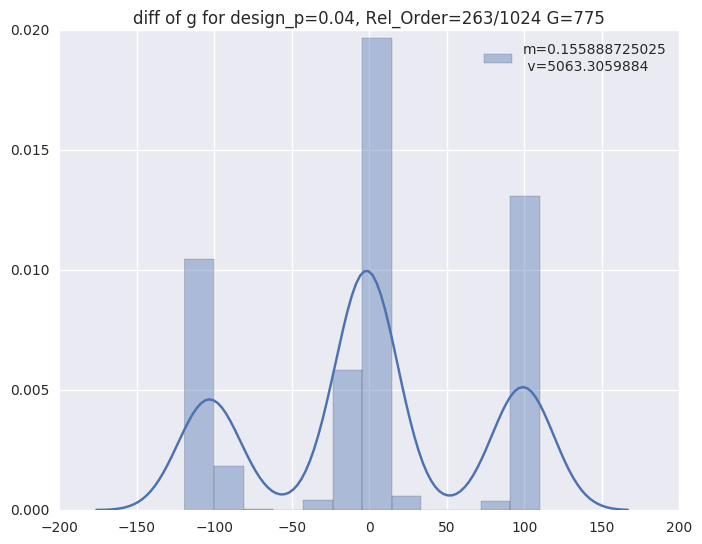 diff of g for design_p=0.04, Rel_Order=263/1024 G=775
m=0.155888725025
v=5063.3059884
0.020
0.015
0.010
0.005
0.000
−200 −150 −100 −50 0 50 100 150 200